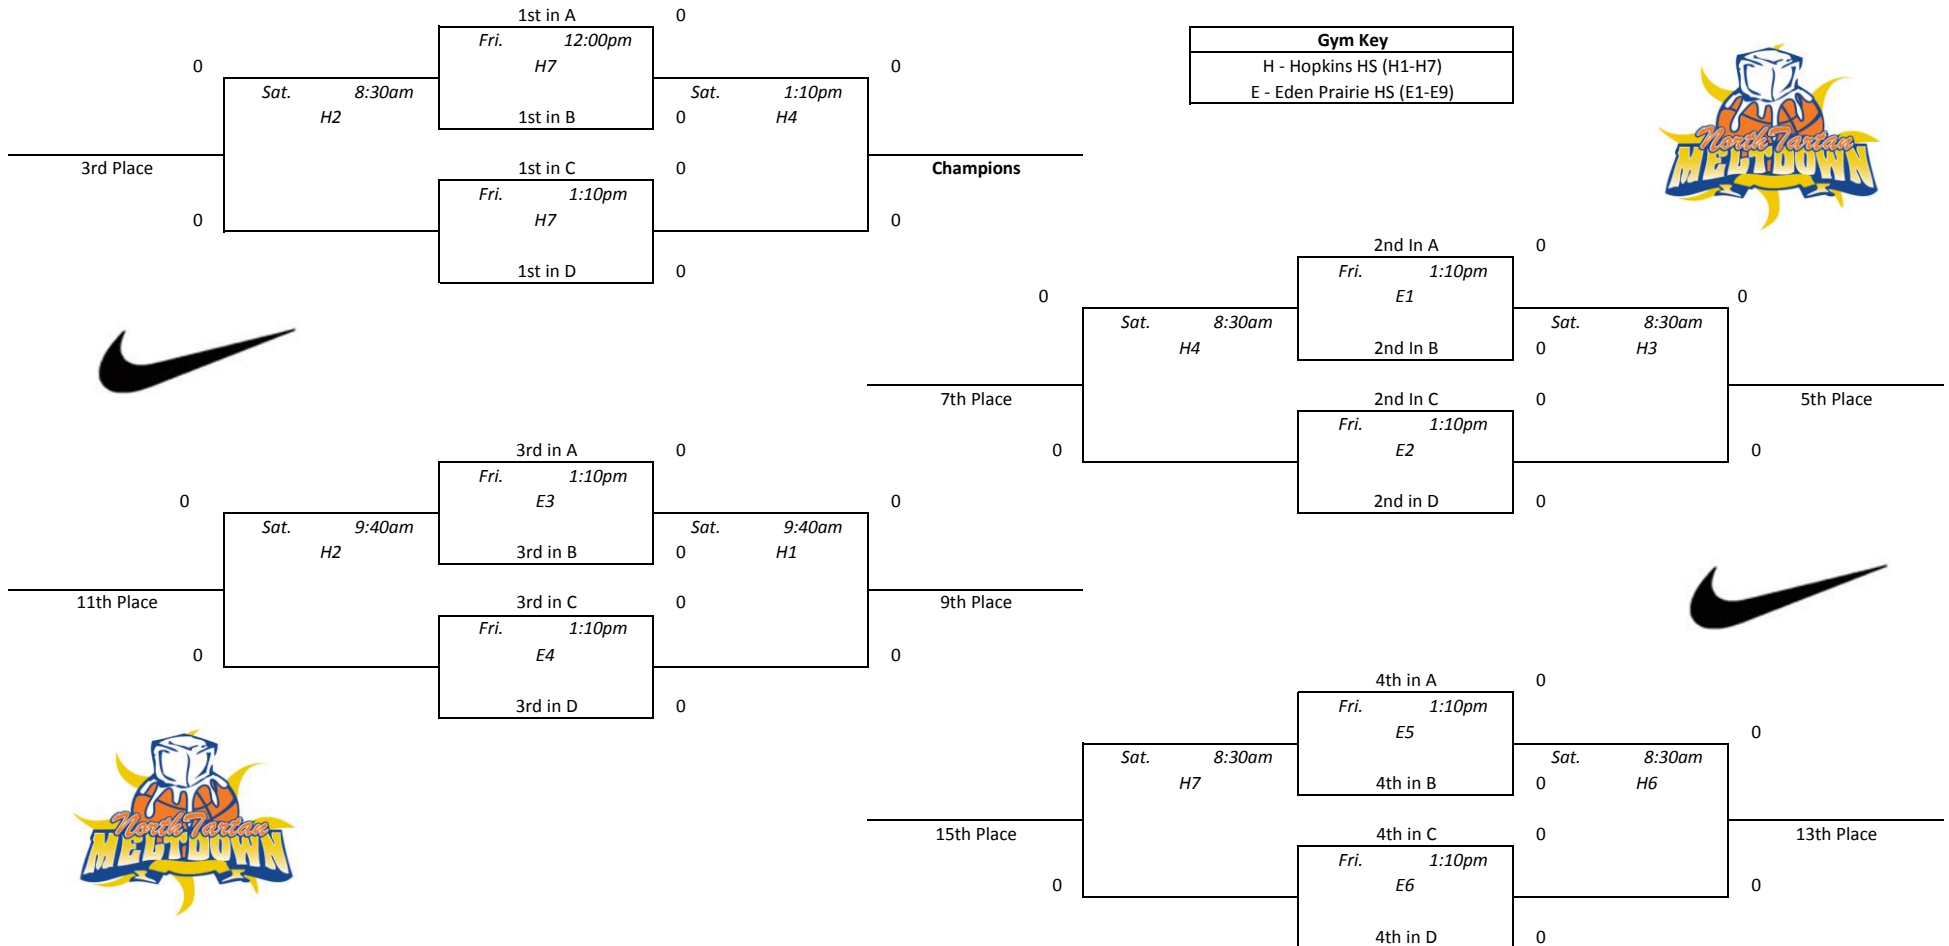 1st in A 0
Fri. 12:00pm
H7
1st in B 0
0 0
Sat. 8:30am
H2
Sat. 1:10pm
H4
3rd Place
Champions
1st in C 0
Fri. 1:10pm
H7
0 0
1st in D 0
Gym Key
H - Hopkins HS (H1-H7)
E - Eden Prairie HS (E1-E9)
North Tartan
MELTDOWN
2nd In A 0
Fri. 1:10pm
E1
2nd In B 0
0 0
Sat. 8:30am
H4
Sat. 8:30am
H3
7th Place
5th Place
2nd In C 0
Fri. 1:10pm
E2
0 0
2nd in D 0
3rd in A 0
Fri. 1:10pm
E3
3rd in B 0
0 0
Sat. 9:40am
H2
Sat. 9:40am
H1
11th Place
9th Place
3rd in C 0
Fri. 1:10pm
E4
0 0
3rd in D 0
4th in A 0
Fri. 1:10pm
E5
4th in B 0
0
Sat. 8:30am
H7
Sat. 8:30am
H6
15th Place
13th Place
4th in C 0
Fri. 1:10pm
E6
0 0
4th in D 0
North Tartan
MELTDOWN